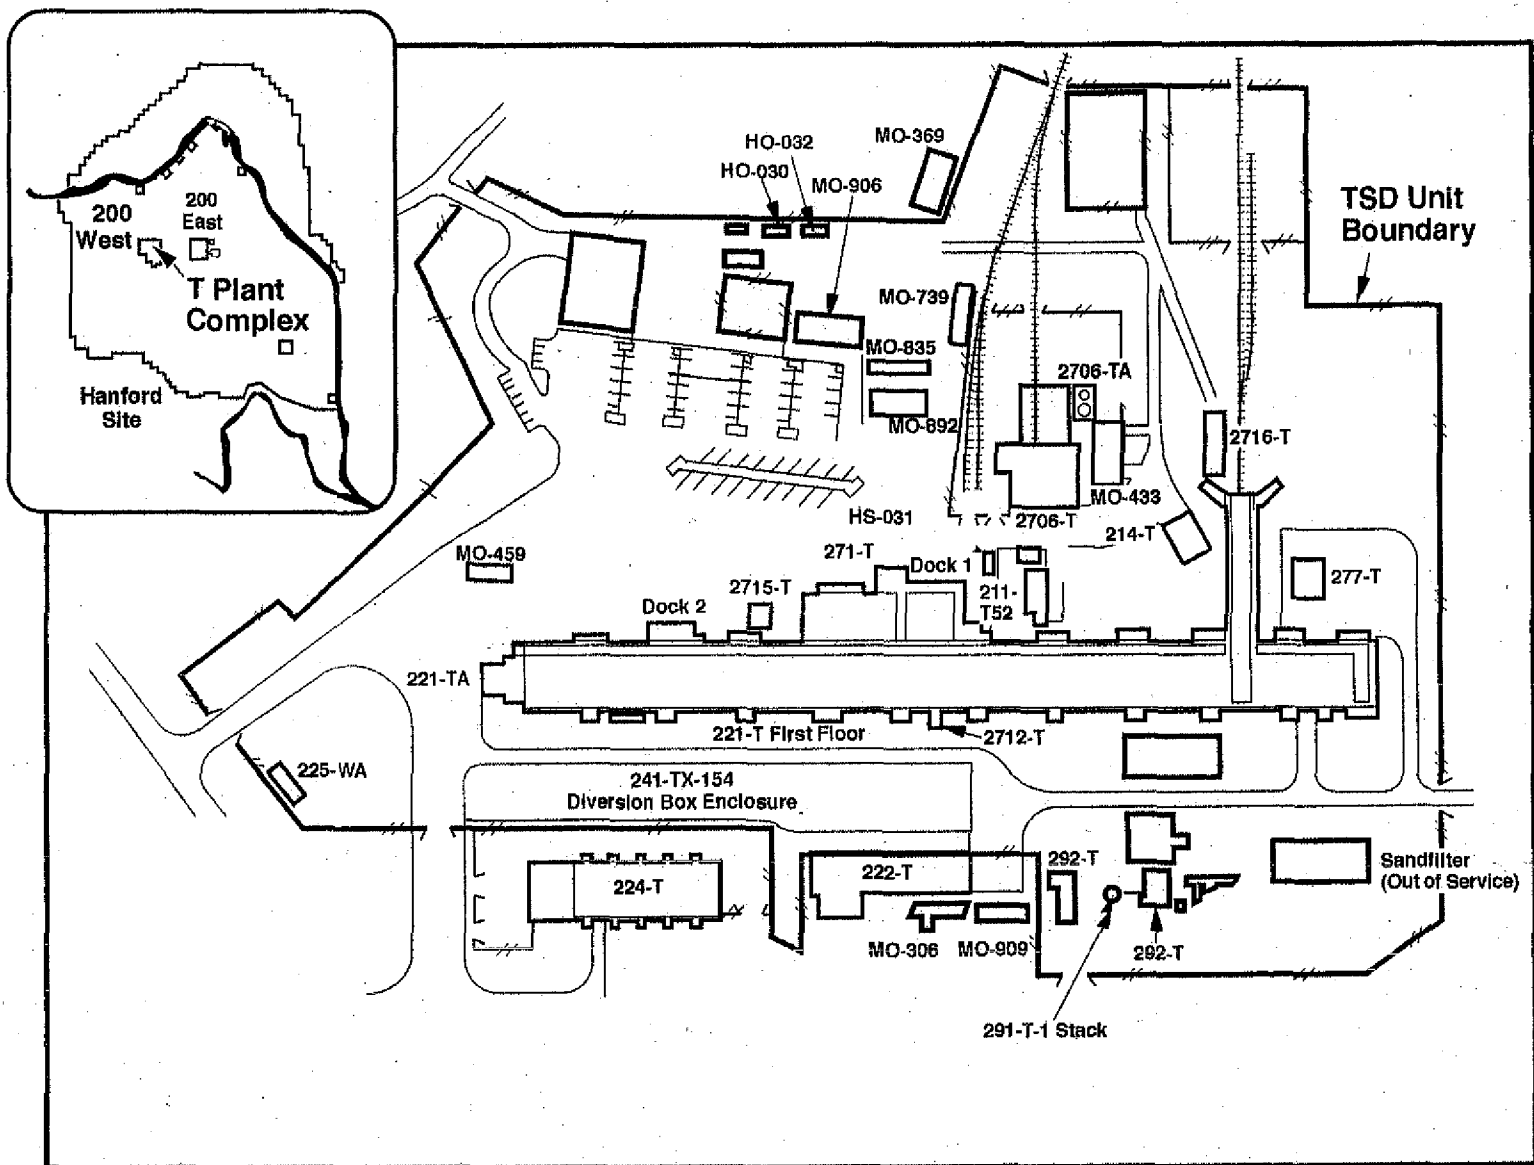 200
West
200
East
T Plant
Complex
Hanford
Site
MO-369
HO-032
HO-030
MO-906
TSD Unit
Boundary
MO-739
MO-835
2706-TA
MO-892
2716-T
MO-433
HS-031
2706-T
214-T
MO-459
271-T
Dock 1
277-T
2715-T
211-
T52
Dock 2
221-TA
221-T First Floor
2712-T
225-WA
241-TX-154
Diversion Box Enclosure
292-T
222-T
224-T
Sandfilter
(Out of Service)
MO-306
MO-909
292-T
291-T-1 Stack